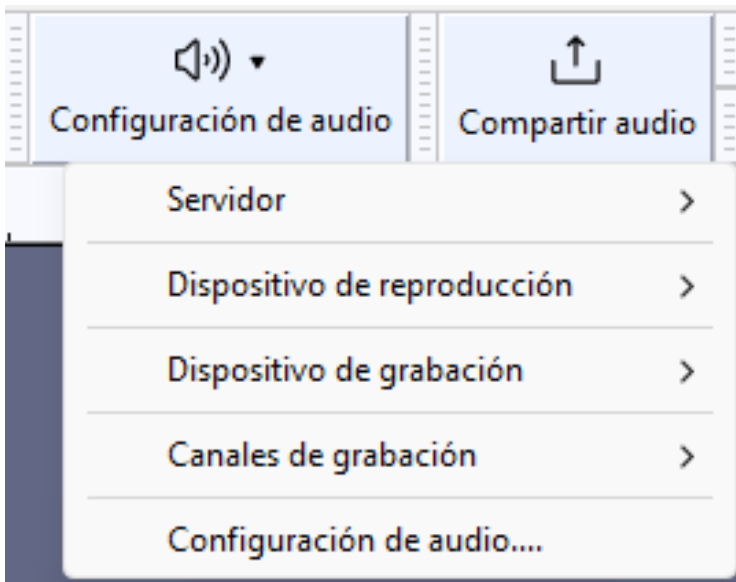 Configuración de audio
Compartir audio
Servidor
Dispositivo de reproducción
Dispositivo de grabación
Canales de grabación
Configuración de audio....